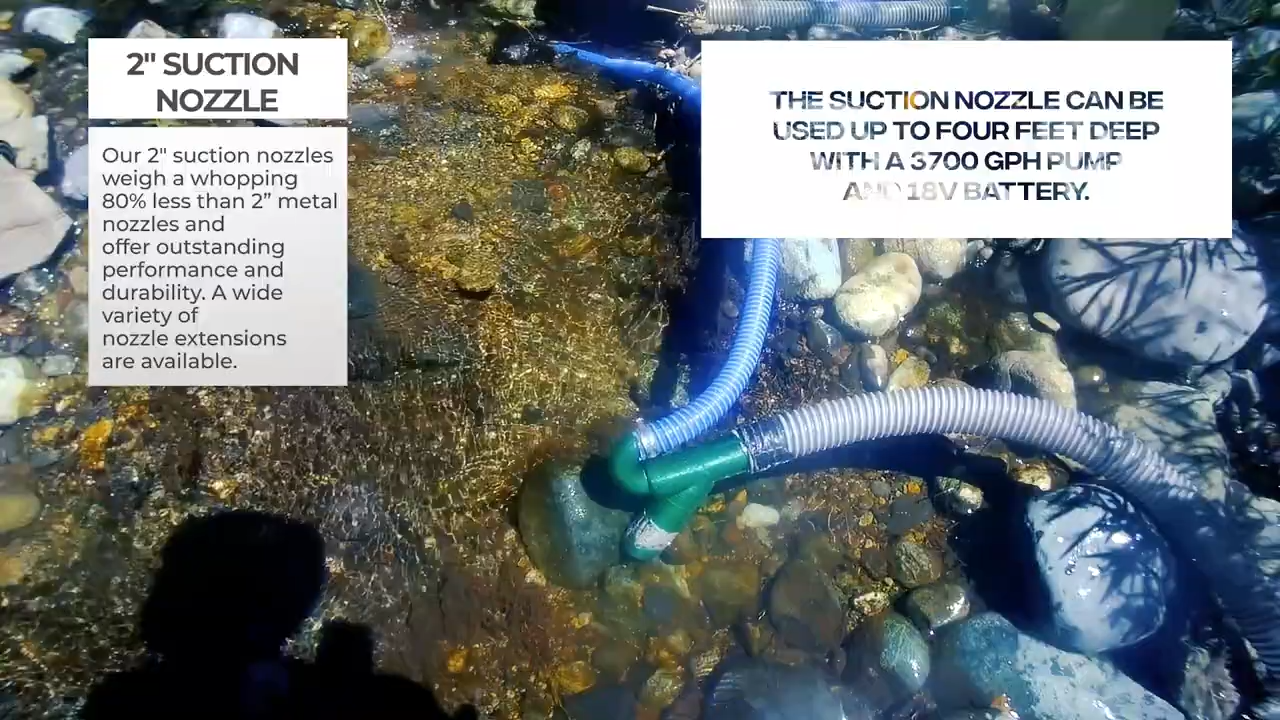 2" SUCTION
NOZZLE
Our 2" suction nozzles
weigh a whopping
80% less than 2” metal
nozzles and
offer outstanding
performance and
durability. A wide
variety of
nozzle extensions
are available.
THE SUCTION NOZZLE CAN BE
USED UP TO FOUR FEET DEEP
WITH A 3700 GPH PUMP
AND 18V BATTERY.